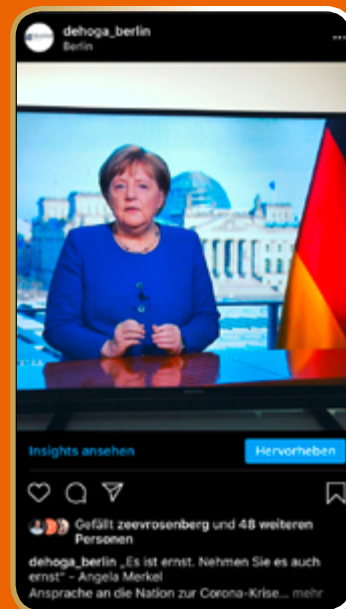 dehoga_berlin
Berlin
Insights ansehen
Hervorheben
Gefällt zeevrosenberg und 48 weiteren
Personen
dehoga_berlin „Es ist ernst. Nehmen Sie es auch
ernst" - Angela Merkel
Ansprache an die Nation zur Corona-Krise... mehr